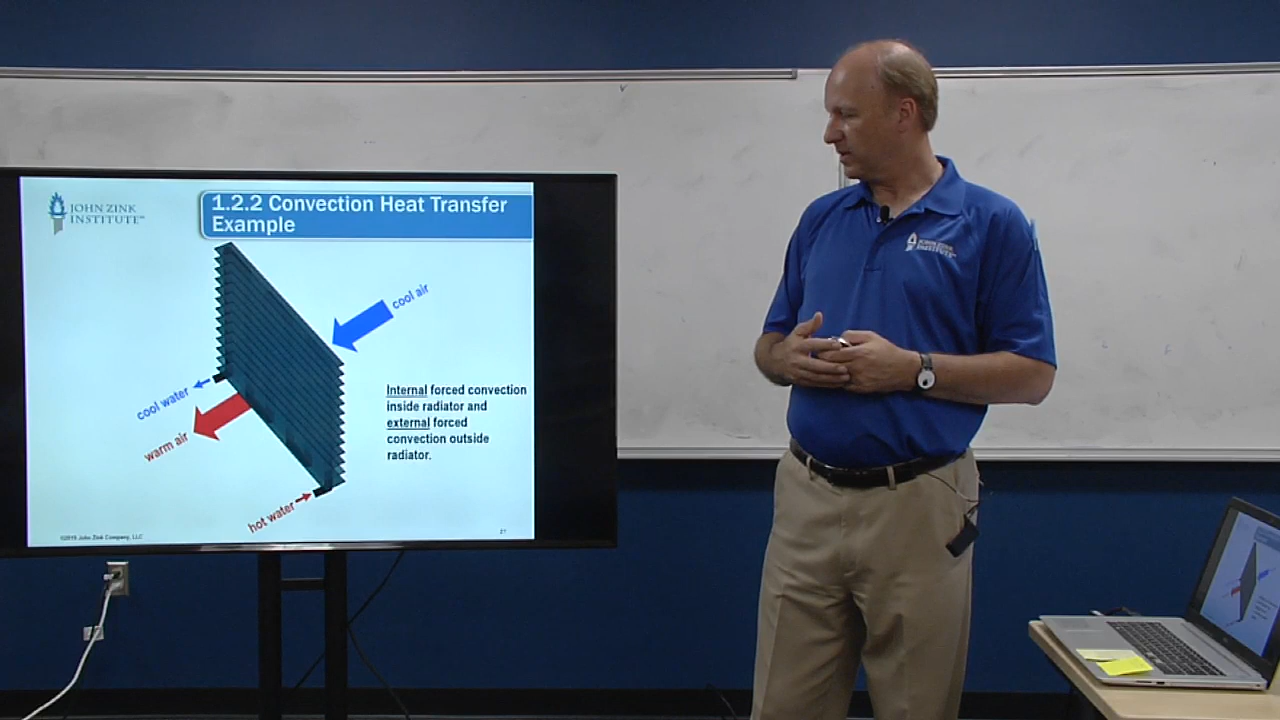 JOHN ZINK
INSTITUTE℠
1.2.2 Convection Heat Transfer
Example
cool air
cool water
warm air
hot water
Internal forced convection
inside radiator and
external forced
convection outside
radiator.
JOHN ZINK
INSTITUTE